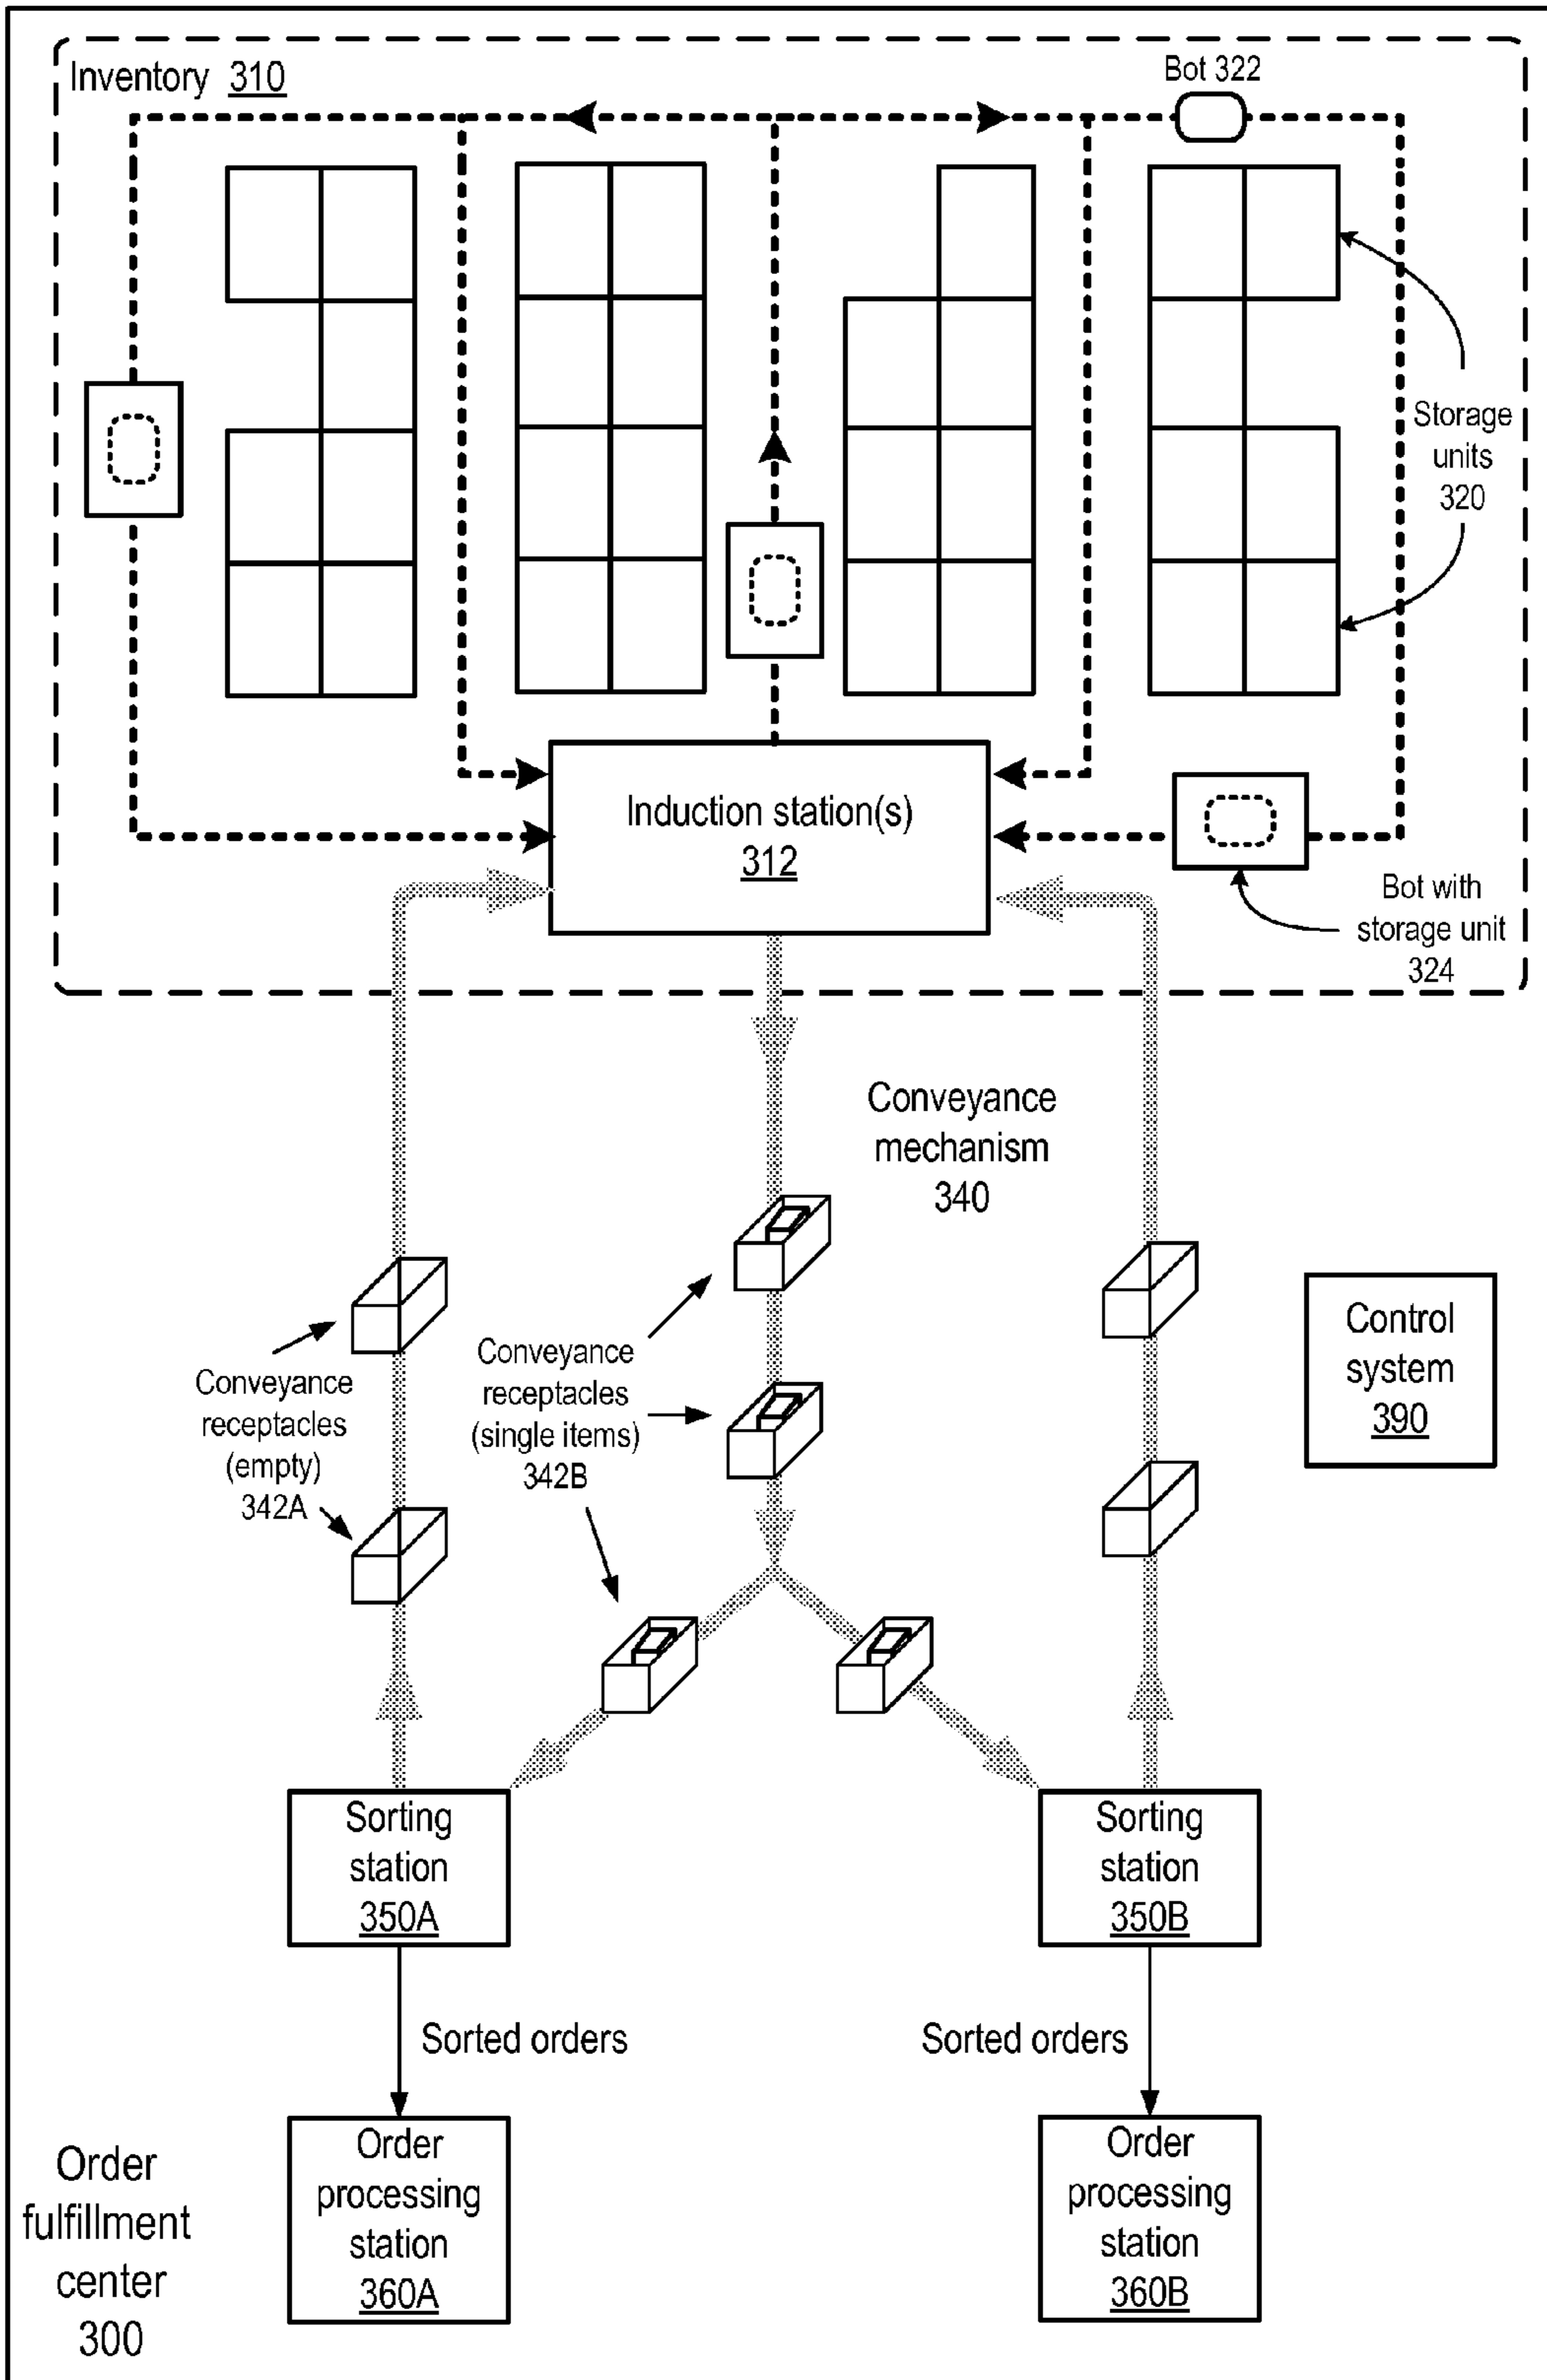 Inventory 310
Bot 322
Storage
units
320
Induction station(s)
312
Bot with
storage unit
324
Conveyance
mechanism
340
Conveyance
receptacles
(empty)
342A
Conveyance
receptacles
(single items)
342B
Control
system
390
Sorting
station
350A
Sorting
station
350B
Sorted orders
Sorted orders
Order
processing
station
360A
Order
processing
station
360B
Order
fulfillment
center
300